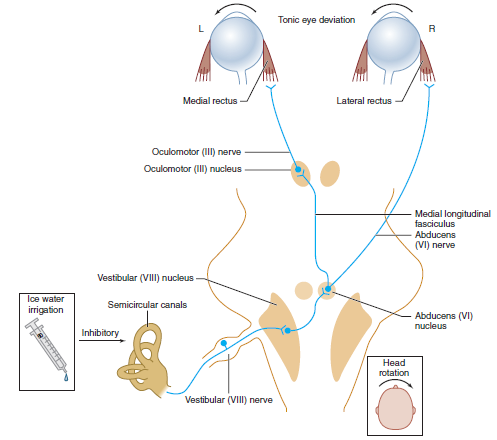 Tonic eye deviation
L
R
Medial rectus
Lateral rectus
Oculomotor (III) nerve
Oculomotor (III) nucleus
Medial longitudinal
fasciculus
Abducens
(VI) nerve
Vestibular (VIII) nucleus
Ice water
irrigation
Semicircular canals
Inhibitory
Abducens (VI)
nucleus
Head
rotation
Vestibular (VIII) nerve